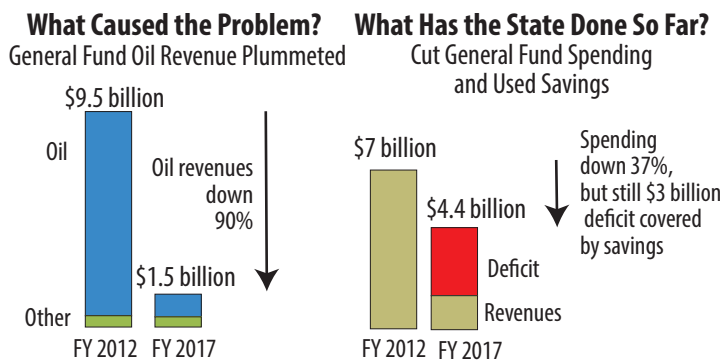 What Caused the Problem?
General Fund Oil Revenue Plummeted
$9.5 billion
Oil
Oil revenues
down
90%
$1.5 billion
Other
FY 2012
FY 2017
What Has the State Done So Far?
Cut General Fund Spending
and Used Savings
$7 billion
$4.4 billion
Spending
down 37%,
but still $3 billion
deficit covered
by savings
Deficit
Revenues
FY 2012
FY 2017